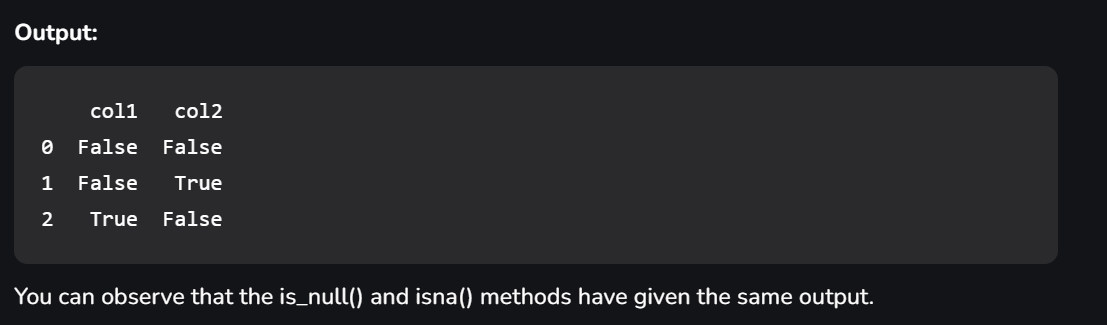 Output:
col1 col2
0 False False
1 False True
2 True False
You can observe that the is_null() and isna() methods have given the same output.